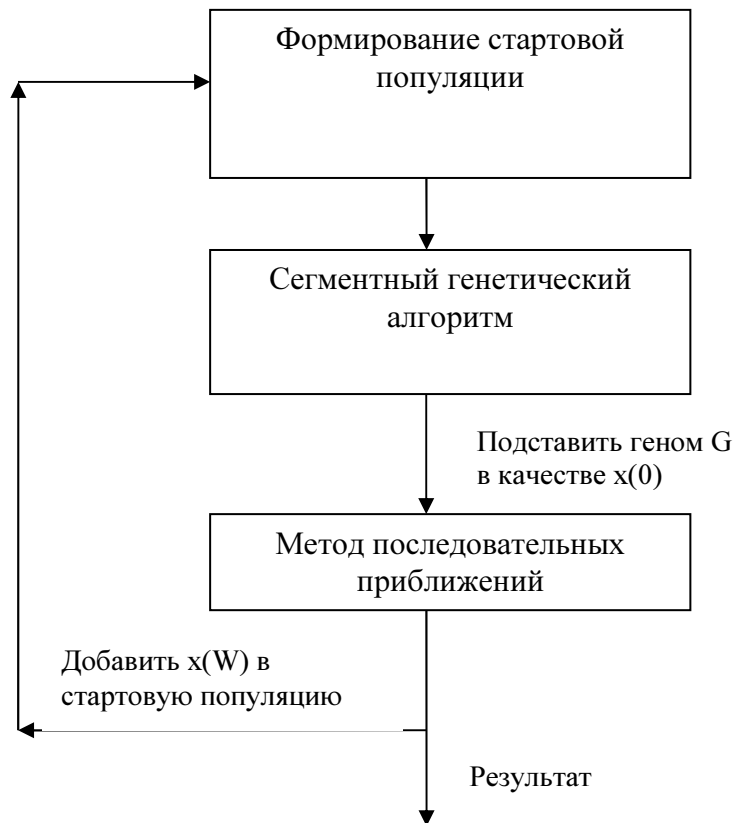 Формирование стартовой
популяции
Сегментный генетический
алгоритм
Подставить геном G
в качестве x(0)
Метод последовательных
приближений
Добавить x(W) в
стартовую популяцию
Результат